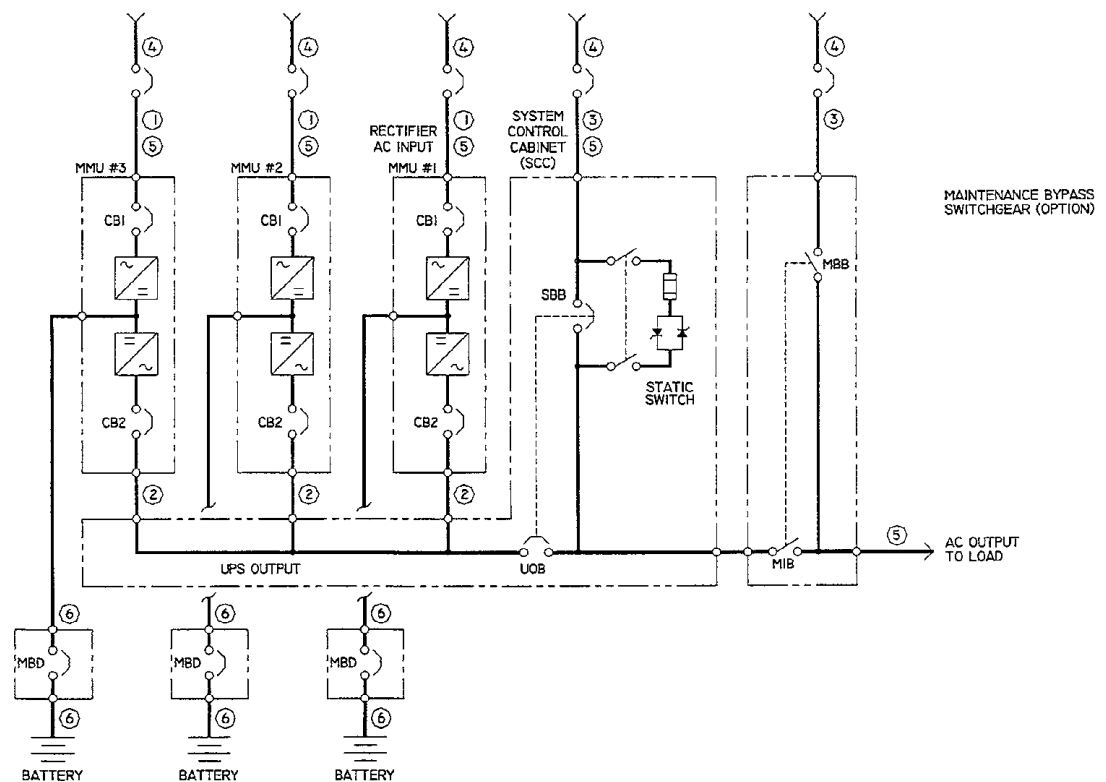 4 4 4 4 4
1 1 RECTIFIER AC INPUT 1 SYSTEM CONTROL CABINET (SCC) 3 3
5 5 5 5
MMU #3 MMU #2 MMU #1
MAINTENANCE BYPASS
SWITCHGEAR (OPTION)
CB1 CB1 CB1
MBB
SBB
STATIC
SWITCH
CB2 CB2 CB2
2 2 2
5
AC OUTPUT
TO LOAD
UPS OUTPUT UOB MIB
6 6 6
MBD MBD MBD
6 6 6
BATTERY BATTERY BATTERY